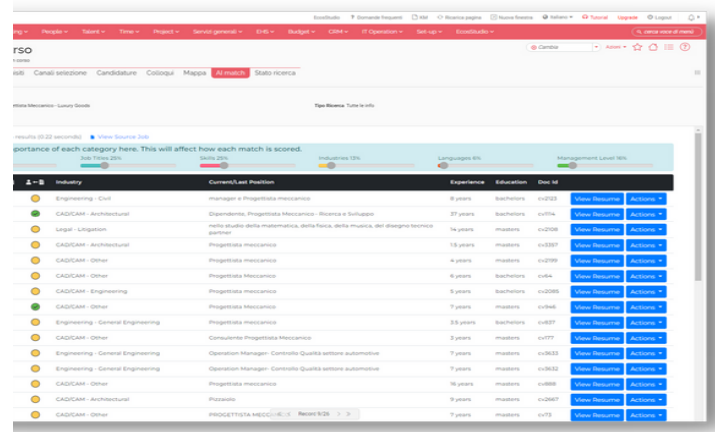 EcosStudio ? Domande frequenti Ricarica pagina Nuova finestra Italiano Tutorial Upgrade Logout
People Talent Time Project Servizi generali EHS Budget CRM IT Operation Set-up EcosStudio cerca voce di menù
rso
Cambia Azioni
Canali selezione Candidature Colloqui Mappa AI match Stato ricerca
Meccanico - Luxury Goods Tipo Ricerca: Tutte le info
results (0.22 seconds) View Source Job
portance of each category here. This will affect how each match is scored.
Job Titles 25% Skills 25% Industries 13% Languages 6% Management Level 16%
Industry Current/Last Position Experience Education Doc Id
Engineering - Civil manager e Progettista meccanico 8 years bachelors cv2123 View Resume Actions
CAD/CAM - Architectural Dipendente, Progettista Meccanico - Ricerca e Sviluppo 37 years bachelors cv1114 View Resume Actions
Legal - Litigation nello studio della matematica, della fisica, della musica, del disegno tecnico
partner 14 years masters cv2109 View Resume Actions
CAD/CAM - Architectural Progettista meccanico 1.5 years masters cv3357 View Resume Actions
CAD/CAM - Other Progettista meccanico 4 years masters cv2199 View Resume Actions
CAD/CAM - Other Progettista Meccanico 6 years bachelors cv64 View Resume Actions
CAD/CAM - Engineering Progettista Meccanico 5 years bachelors cv2085 View Resume Actions
CAD/CAM - Other Progettista Meccanico 7 years masters cv946 View Resume Actions
Engineering - General Engineering Progettista meccanico 3.5 years bachelors cv837 View Resume Actions
CAD/CAM - Other Consulente Progettista Meccanico 3 years masters cv177 View Resume Actions
Engineering - General Engineering Operation Manager- Controllo Qualità settore automotive 7 years masters cv3633 View Resume Actions
Engineering - General Engineering Operation Manager- Controllo Qualità settore automotive 7 years masters cv3632 View Resume Actions
CAD/CAM - Other Progettista meccanico 16 years masters cv888 View Resume Actions
CAD/CAM - Architectural Pizzaiolo 9 years masters cv2667 View Resume Actions
CAD/CAM - Other PROGETTISTA Record 9/26 7 years masters cv73 View Resume Actions